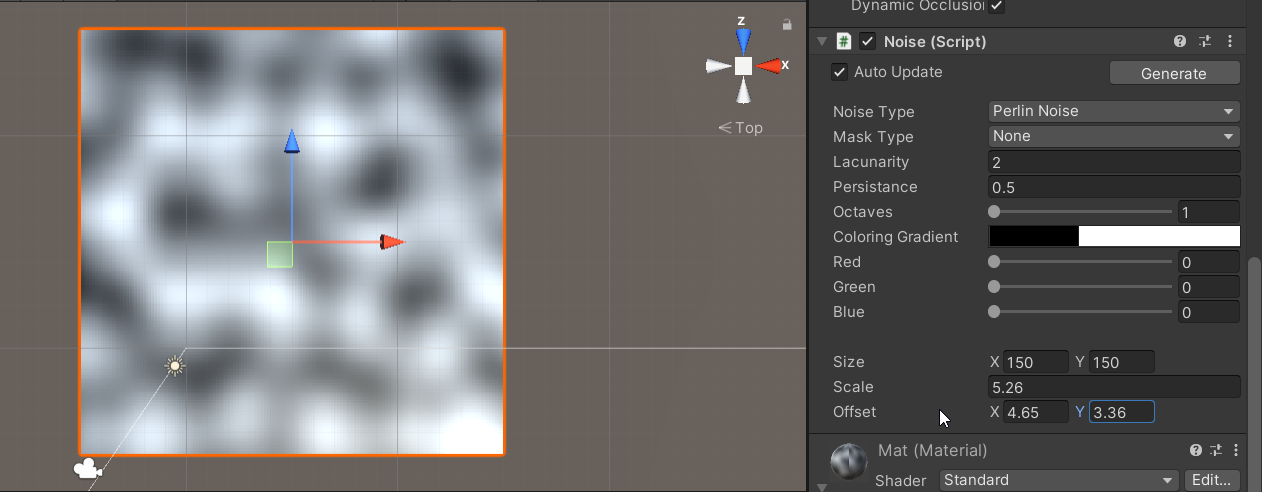 Dynamic Occlusio
z
x
Top
# Noise (Script)
Auto Update Generate
Noise Type Perlin Noise
Mask Type None
Lacunarity 2
Persistance 0.5
Octaves 1
Coloring Gradient
Red 0
Green 0
Blue 0
Size X 150 Y 150
Scale 5.26
Offset X 4.65 Y 3.36
Mat (Material)
Shader Standard Edit...